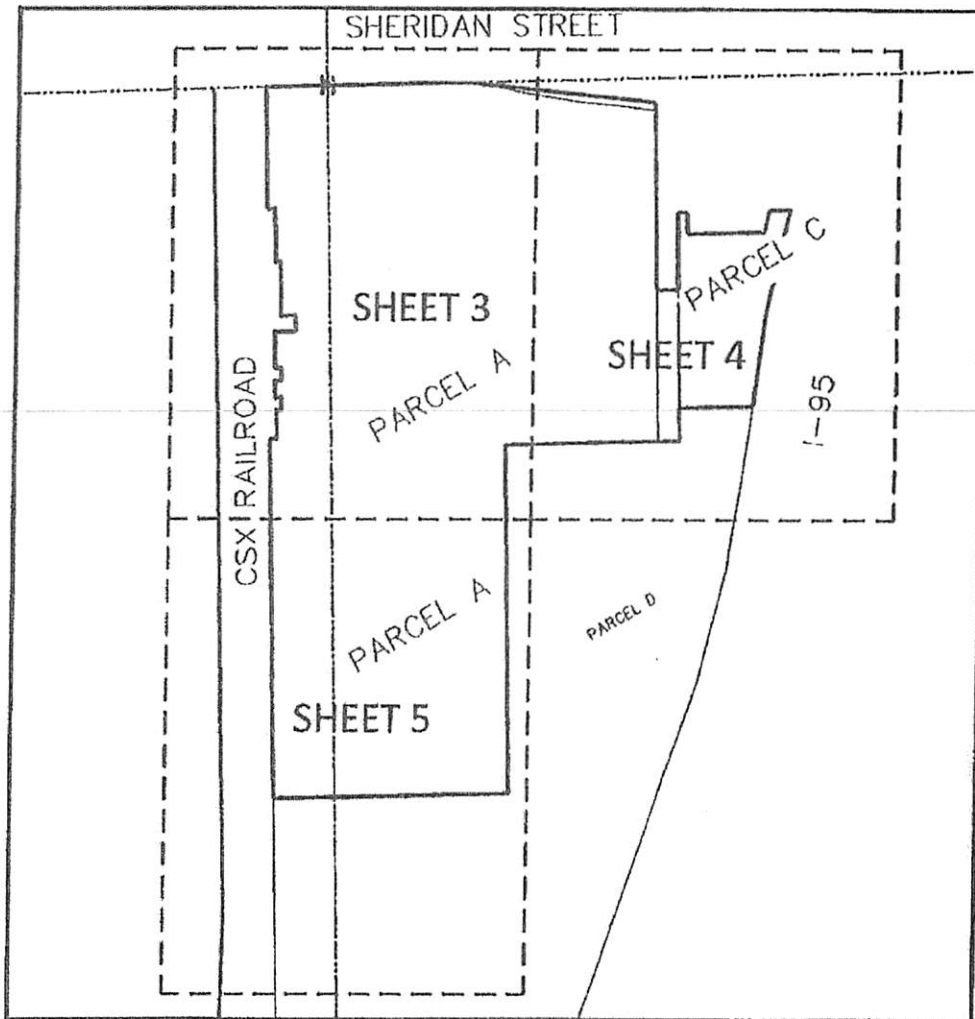 SHERIDAN STREET
PARCEL C
SHEET 3
SHEET 4
PARCEL A
I-95
CSX RAILROAD
PARCEL A
PARCEL D
SHEET 5